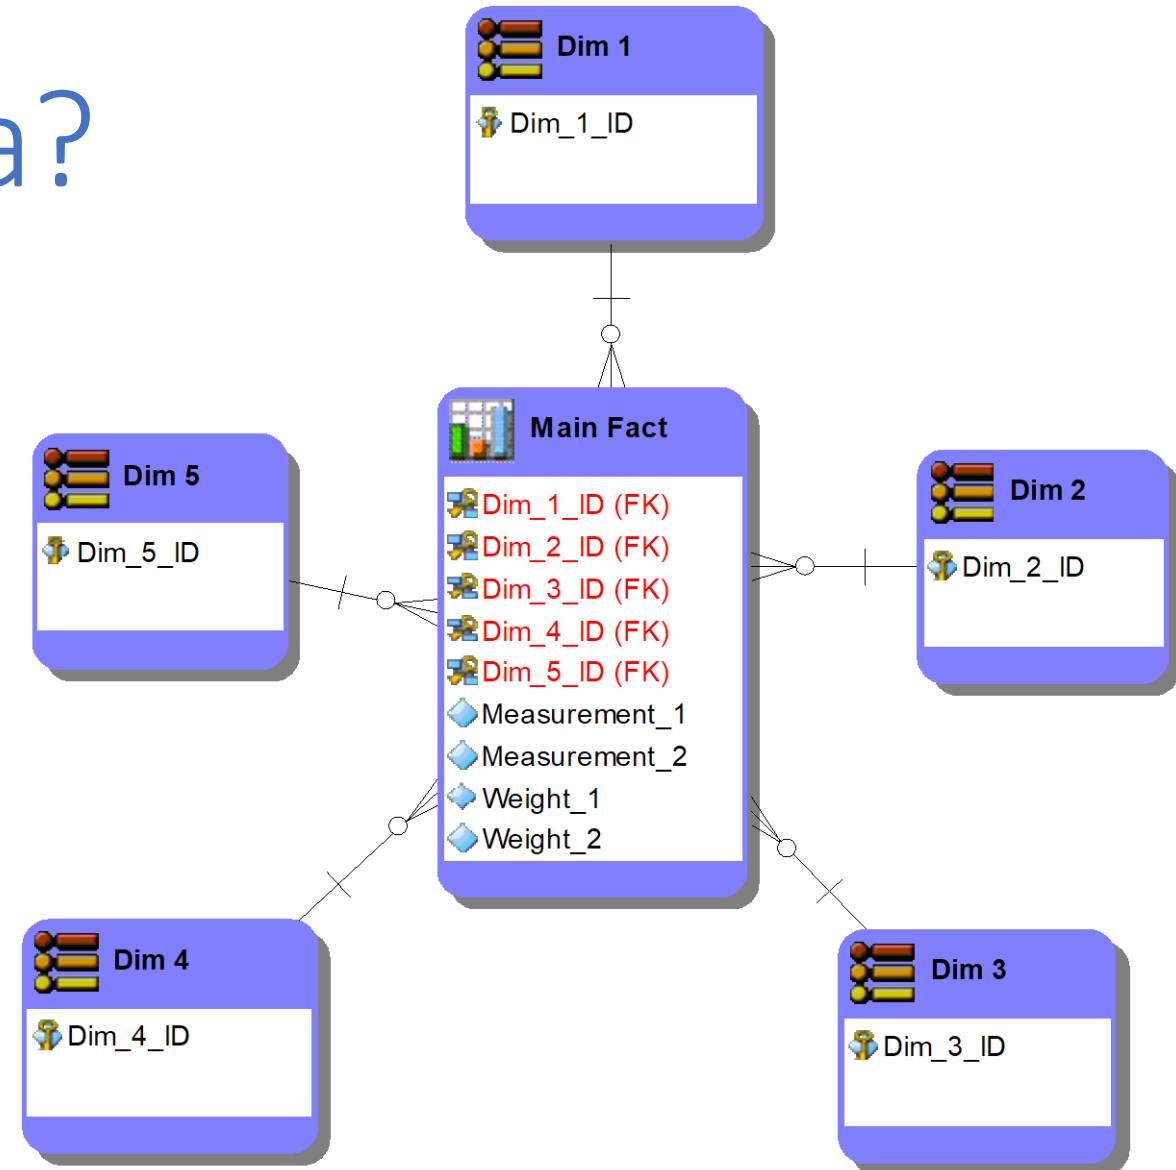 a?
Dim 1
Dim_1_ID
Main Fact
Dim_1_ID (FK)
Dim_2_ID (FK)
Dim_3_ID (FK)
Dim_4_ID (FK)
Dim_5_ID (FK)
Measurement_1
Measurement_2
Weight_1
Weight_2
Dim 5
Dim_5_ID
Dim 2
Dim_2_ID
Dim 4
Dim_4_ID
Dim 3
Dim_3_ID